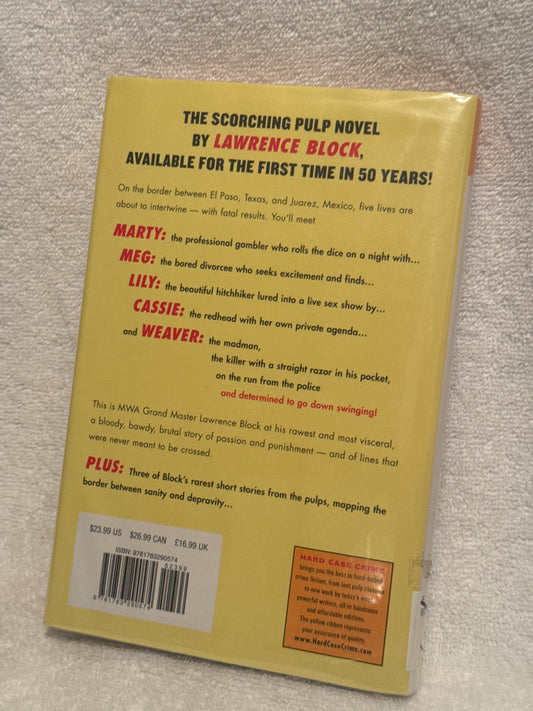 THE SCORCHING PULP NOVEL
BY LAWRENCE BLOCK,
AVAILABLE FOR THE FIRST TIME IN 50 YEARS!
On the border between El Paso, Texas, and Juarez, Mexico, five lives are
about to intertwine — with fatal results. You'll meet
MARTY: the professional gambler who rolls the dice on a night with...
MEG: the bored divorcee who seeks excitement and finds...
LILY: the beautiful hitchhiker lured into a live sex show by...
CASSIE: the redhead with her own private agenda...
and WEAVER: the madman,
the killer with a straight razor in his pocket,
on the run from the police
and determined to go down swinging!
This is MWA Grand Master Lawrence Block at his rawest and most visceral,
a bloody, bawdy, brutal story of passion and punishment — and of lines that
were never meant to be crossed.
PLUS: Three of Block's rarest short stories from the pulps, mapping the
border between sanity and depravity...
$23.99 US $26.99 CAN £16.99 UK
ISBN: 9781783290574
52399
9 781783 290574
HARD CASE CRIME
brings you the best in hard-boiled
crime fiction, from lost pulp classics
to new work by today's most
powerful writers, all in handsome
and affordable editions.
The yellow ribbon represents
your assurance of quality.
www.HardCaseCrime.com